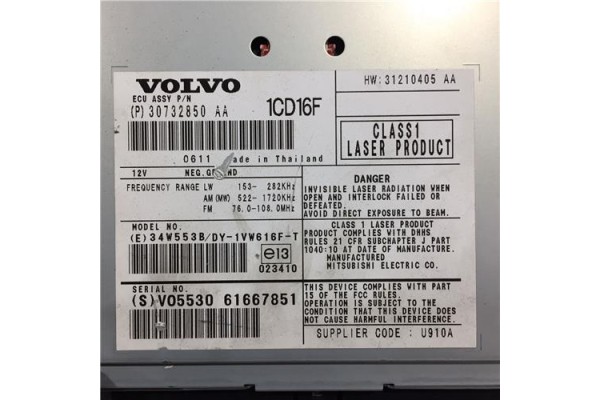 VOLVO
ECU ASSY P/N
(P) 30732850 AA 1CD16F
HW:31210405 AA
CLASS1
LASER PRODUCT
0611 Made in Thailand
12V NEG.GROUND
FREQUENCY RANGE LW 153- 282KHz
AM(MW) 522- 1720KHz
FM 76.0-108.0MHz
MODEL NO.
(E)34W553B/DY-1VW616F-T
e13
023410
SERIAL NO.
(S)VO5530 61667851
DANGER
INVISIBLE LASER RADIATION WHEN
OPEN AND INTERLOCK FAILED OR
DEFEATED.
AVOID DIRECT EXPOSURE TO BEAM.
CLASS 1 LASER PRODUCT
PRODUCT COMPLIES WITH DHHS
RULES 21 CFR SUBCHAPTER J PART
1040:10 AT DATE OF MANUFACTURE.
MANUFACTURED
MITSUBISHI ELECTRIC CO.
THIS DEVICE COMPLIES WITH PART
15 OF THE FCC RULES.
OPERATION IS SUBJECT TO THE
CONDITION THAT THIS DEVICE DOES
NOT CAUSE HARMFUL INTERFERENCE.
SUPPLIER CODE : U910A